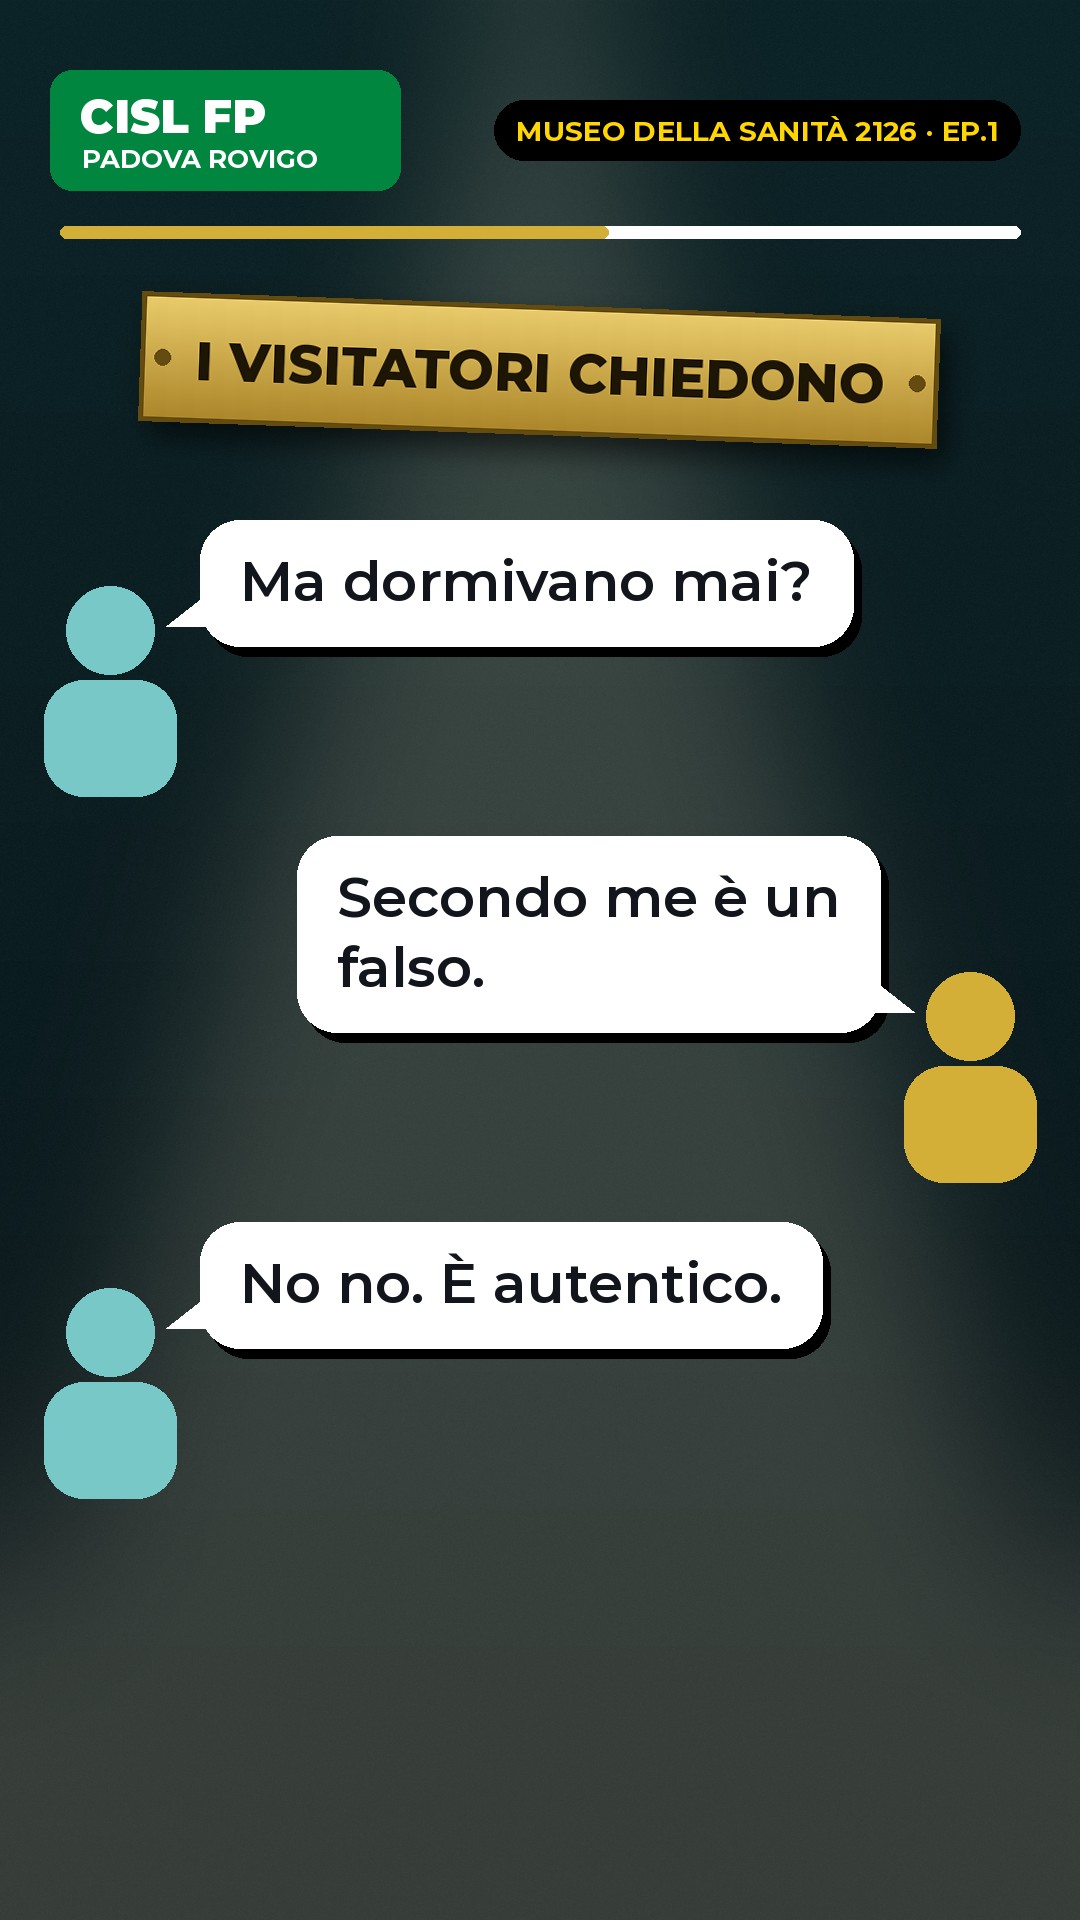 CISL FP
PADOVA ROVIGO
MUSEO DELLA SANITÀ 2126 · EP.1
I VISITATORI CHIEDONO
Ma dormivano mai?
Secondo me è un
falso.
No no. È autentico.